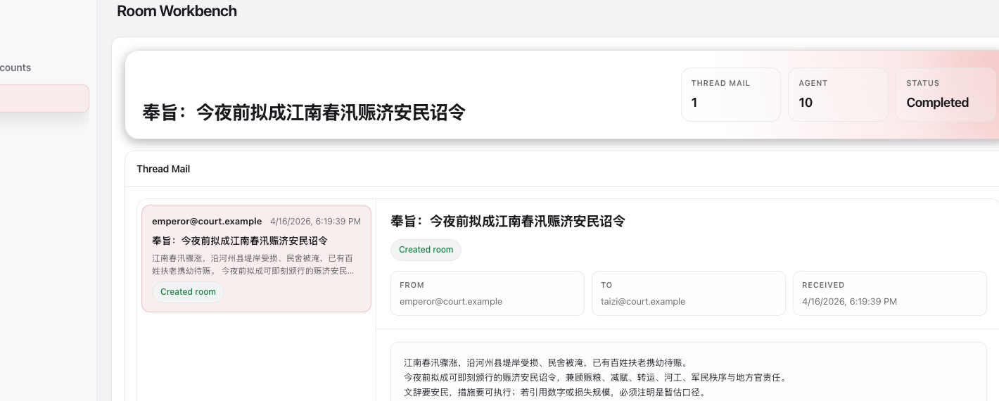 Room Workbench
counts
奉旨：今夜前拟成江南春汛赈济安民诏令
THREAD MAIL
1
AGENT
10
STATUS
Completed
Thread Mail
emperor@court.example 4/16/2026, 6:19:39 PM
奉旨：今夜前拟成江南春汛赈济安民诏令
江南春汛骤涨，沿河州县堤岸受损、民舍被淹，已有百
姓扶老携幼待赈。 今夜前拟成可即刻颁行的赈济安民...
Created room
奉旨：今夜前拟成江南春汛赈济安民诏令
Created room
FROM
emperor@court.example
TO
taizi@court.example
RECEIVED
4/16/2026, 6:19:39 PM
江南春汛骤涨，沿河州县堤岸受损、民舍被淹，已有百姓扶老携幼待赈。
今夜前拟成可即刻颁行的赈济安民诏令，兼顾赈粮、减赋、转运、河工、军民秩序与地方官责任。
文辞要安民，措施要可执行；若引用数字或损失规模，必须注明是暂估口径。